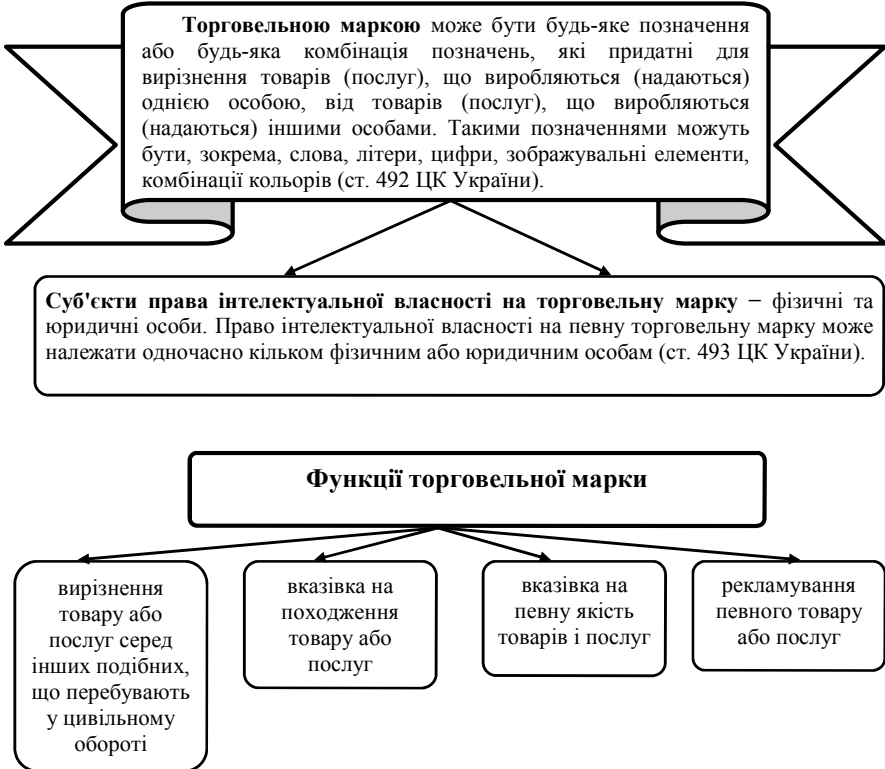 Торговельною маркою може бути будь-яке позначення
або будь-яка комбінація позначень, які придатні для
вирізнення товарів (послуг), що виробляються (надаються)
однією особою, від товарів (послуг), що виробляються
(надаються) іншими особами. Такими позначеннями можуть
бути, зокрема, слова, літери, цифри, зображувальні елементи,
комбінації кольорів (ст. 492 ЦК України).
Суб'єкти права інтелектуальної власності на торговельну марку − фізичні та
юридичні особи. Право інтелектуальної власності на певну торговельну марку може
належати одночасно кільком фізичним або юридичним особам (ст. 493 ЦК України).
Функції торговельної марки
вирізнення
товару або
послуг серед
інших подібних,
що перебувають
у цивільному
обороті
вказівка на
походження
товару або
послуг
вказівка на
певну якість
товарів і послуг
рекламування
певного товару
або послуг